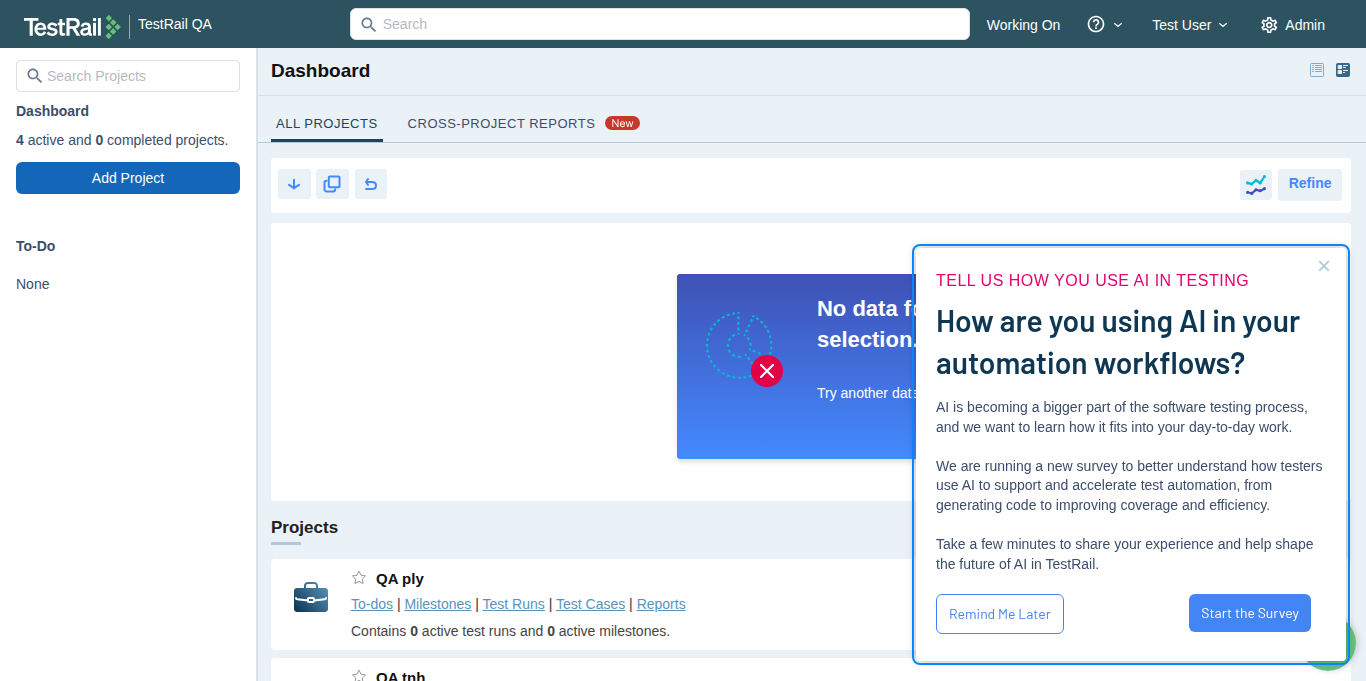 TestRail TestRail QA
Search
Working On
Test User
Admin
Search Projects
Dashboard
4 active and 0 completed projects.
Add Project
To-Do
None
Dashboard
ALL PROJECTS
CROSS-PROJECT REPORTS New
Refine
No data fo
selection.
Try another dat
Projects
QA ply
To-dos | Milestones | Test Runs | Test Cases | Reports
Contains 0 active test runs and 0 active milestones.
QA tnh
TELL US HOW YOU USE AI IN TESTING
How are you using AI in your
automation workflows?
AI is becoming a bigger part of the software testing process,
and we want to learn how it fits into your day-to-day work.
We are running a new survey to better understand how testers
use AI to support and accelerate test automation, from
generating code to improving coverage and efficiency.
Take a few minutes to share your experience and help shape
the future of AI in TestRail.
Remind Me Later
Start the Survey